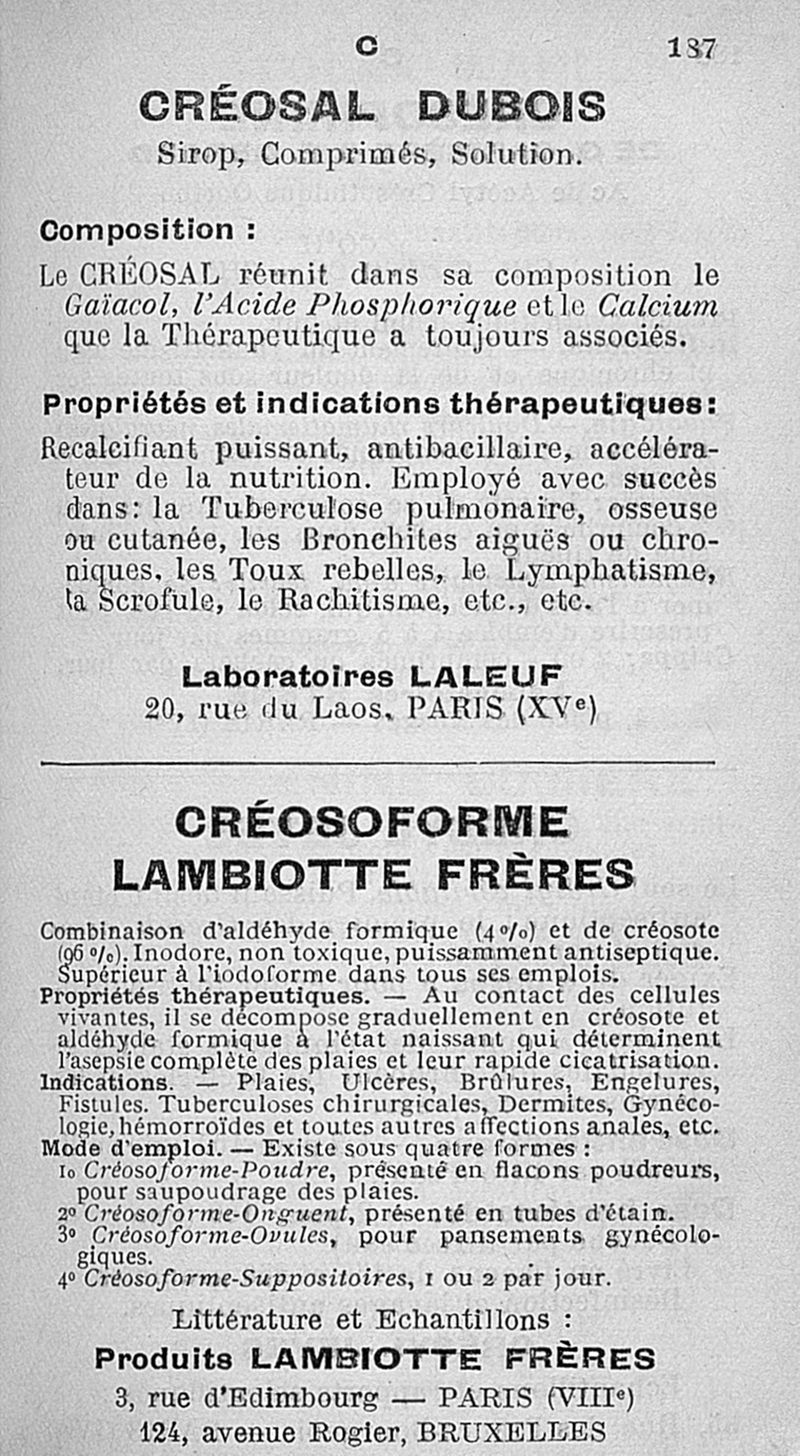 C 187
CRÉOSAL DUBOIS
Sirop, Comprimés, Solution.
Composition :
Le CRÉOSAL réunit dans sa composition le
Gaïacol, l'Acide Phosphorique et le Calcium
que la Thérapeutique a toujours associés.
Propriétés et indications thérapeutiques:
Recalcifiant puissant, antibacillaire, accéléra-
teur de la nutrition. Employé avec succès
dans: la Tuberculose pulmonaire, osseuse
ou cutanée, les Bronchites aiguës ou chro-
niques, les Toux rebelles, le Lymphatisme,
la Scrofule, le Rachitisme, etc., etc.
Laboratoires LALEUF
20, rue du Laos, PARIS (XVe)
CRÉOSOFORME
LAMBIOTTE FRÈRES
Combinaison d'aldéhyde formique (4 %) et de créosote
(96 %). Inodore, non toxique, puissamment antiseptique.
Supérieur à l'iodoforme dans tous ses emplois.
Propriétés thérapeutiques. — Au contact des cellules
vivantes, il se décompose graduellement en créosote et
aldéhyde formique à l'état naissant qui déterminent
l'asepsie complète des plaies et leur rapide cicatrisation.
Indications. — Plaies, Ulcères, Brûlures, Engelures,
Fistules. Tuberculoses chirurgicales, Dermites, Gynéco-
logie, hémorroïdes et toutes autres affections anales, etc.
Mode d'emploi. — Existe sous quatre formes :
1o Créosoforme-Poudre, présenté en flacons poudreurs,
pour saupoudrage des plaies.
2o Créosoforme-Onguent, présenté en tubes d'étain.
3o Créosoforme-Ovules, pour pansements gynécolo-
giques.
4o Créosoforme-Suppositoires, 1 ou 2 par jour.
Littérature et Echantillons :
Produits LAMBIOTTE FRÈRES
3, rue d'Edimbourg — PARIS (VIIIe)
124, avenue Rogier, BRUXELLES